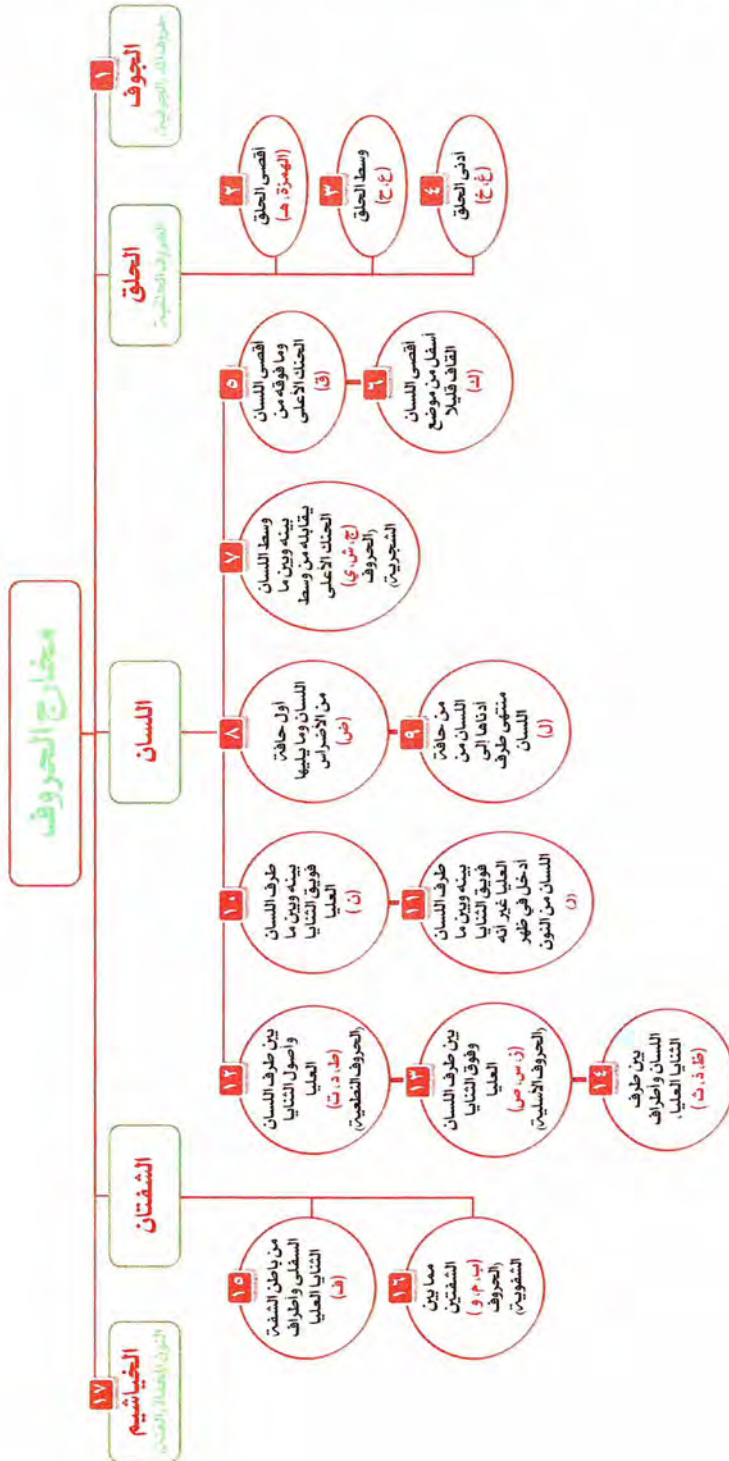 مخارج الحروف
١
الجوف
حروف المد الجوفية
الحلق
الحروف الحلقية
٢
أقصى الحلق
(الهمزة، هـ)
٣
وسط الحلق
(ع، ح)
٤
أدنى الحلق
(غ، خ)
اللسان
٥
أقصى اللسان
وما فوقه من
الحنك الأعلى
(ق)
٦
أقصى اللسان
أسفل من موضع
القاف قليلا
(ك)
٧
وسط اللسان
بينه وبين ما
يقابله من وسط
الحنك الأعلى
(ج، ش، ي)
(الحروف
الشجرية)
٨
أول حافة
اللسان وما يليها
من الأضراس
(ض)
٩
من حافة
اللسان من
أدناها إلى
منتهى طرف
اللسان
(ل)
١٠
طرف اللسان
بينه وبين ما
فويق الثنايا
العليا
(ن)
١١
طرف اللسان
بينه وبين ما
فويق الثنايا
العليا غير أنه
أدخل في ظهر
اللسان من النون
(ر)
١٢
بين طرف اللسان
وأصول الثنايا
العليا
(ط، د، ت)
(الحروف النطعية)
١٣
بين طرف اللسان
وفوق الثنايا
العليا
(ز، س، ص)
(الحروف الأسلية)
١٤
بين طرف
اللسان وأطراف
الثنايا العليا،
(ظ، ذ، ث)
الشفتان
١٥
من باطن الشفة
السفلى وأطراف
الثنايا العليا
(ف)
١٦
مما بين
الشفتين
(ب، م، و)
(الحروف
الشفوية)
١٧
الخياشيم